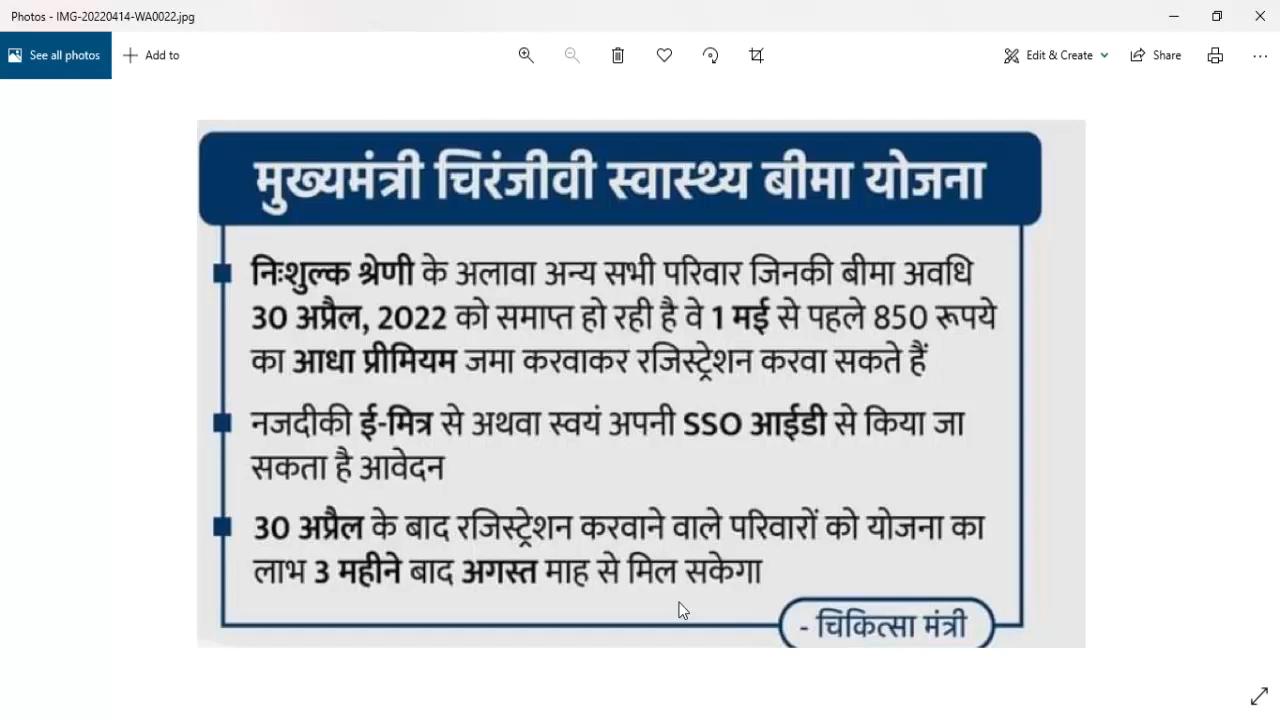 Photos - IMG-20220414-WA0022.jpg
See all photos
Add to
Edit & Create
Share
मुख्यमंत्री चिरंजीवी स्वास्थ्य बीमा योजना
निःशुल्क श्रेणी के अलावा अन्य सभी परिवार जिनकी बीमा अवधि
30 अप्रैल, 2022 को समाप्त हो रही है वे 1 मई से पहले 850 रूपये
का आधा प्रीमियम जमा करवाकर रजिस्ट्रेशन करवा सकते हैं
नजदीकी ई-मित्र से अथवा स्वयं अपनी SSO आईडी से किया जा
सकता है आवेदन
30 अप्रैल के बाद रजिस्ट्रेशन करवाने वाले परिवारों को योजना का
लाभ 3 महीने बाद अगस्त माह से मिल सकेगा
- चिकित्सा मंत्री